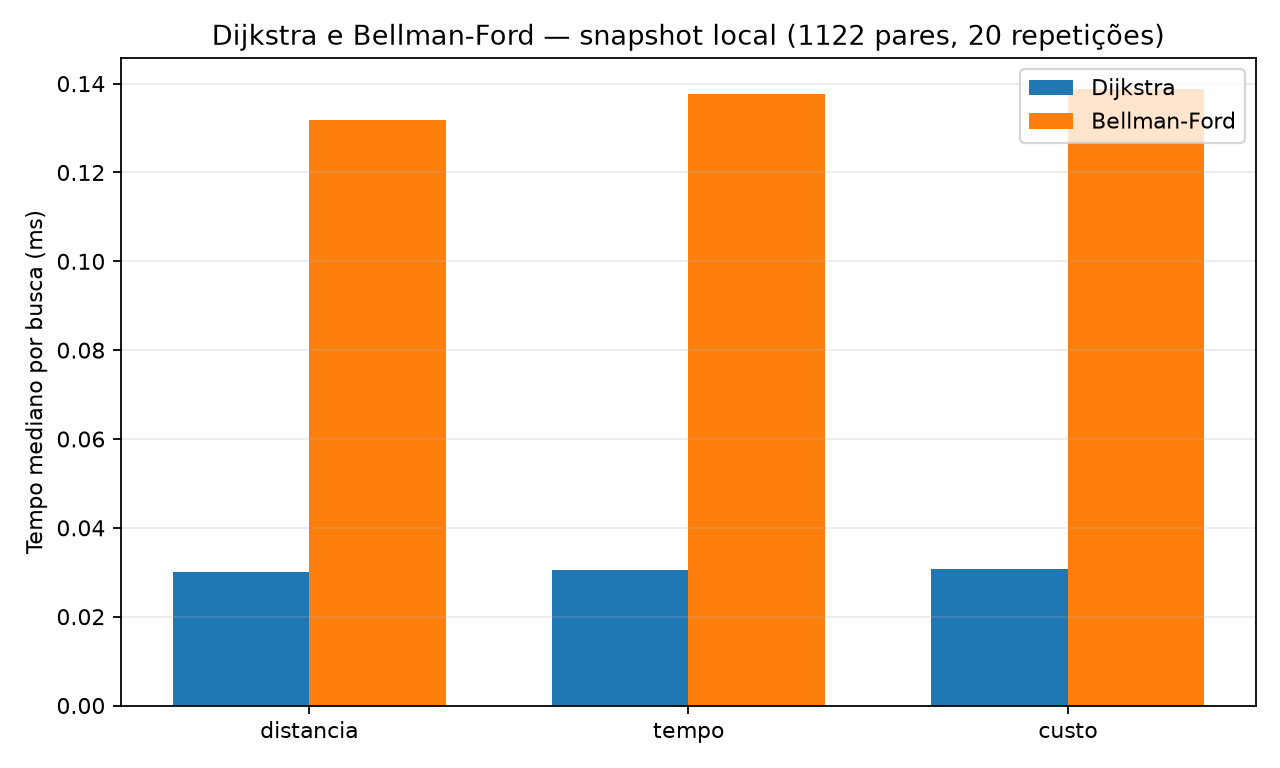 Dijkstra e Bellman-Ford — snapshot local (1122 pares, 20 repetições)
Tempo mediano por busca (ms)
0.14
0.12
0.10
0.08
0.06
0.04
0.02
0.00
Dijkstra
Bellman-Ford
distancia
tempo
custo